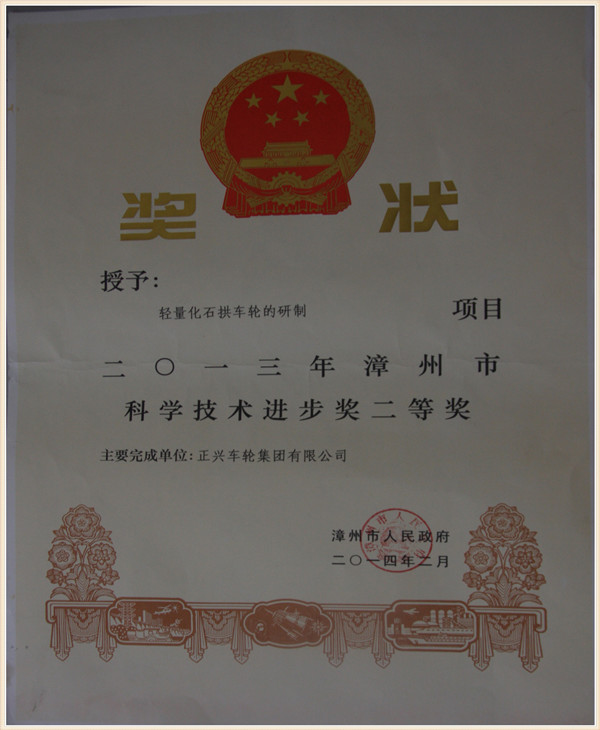 奖 状
授予:
轻量化石拱车轮的研制 项目
二〇一三年漳州市
科学技术进步奖二等奖
主要完成单位:正兴车轮集团有限公司
漳州市人民政府
二〇一四年二月